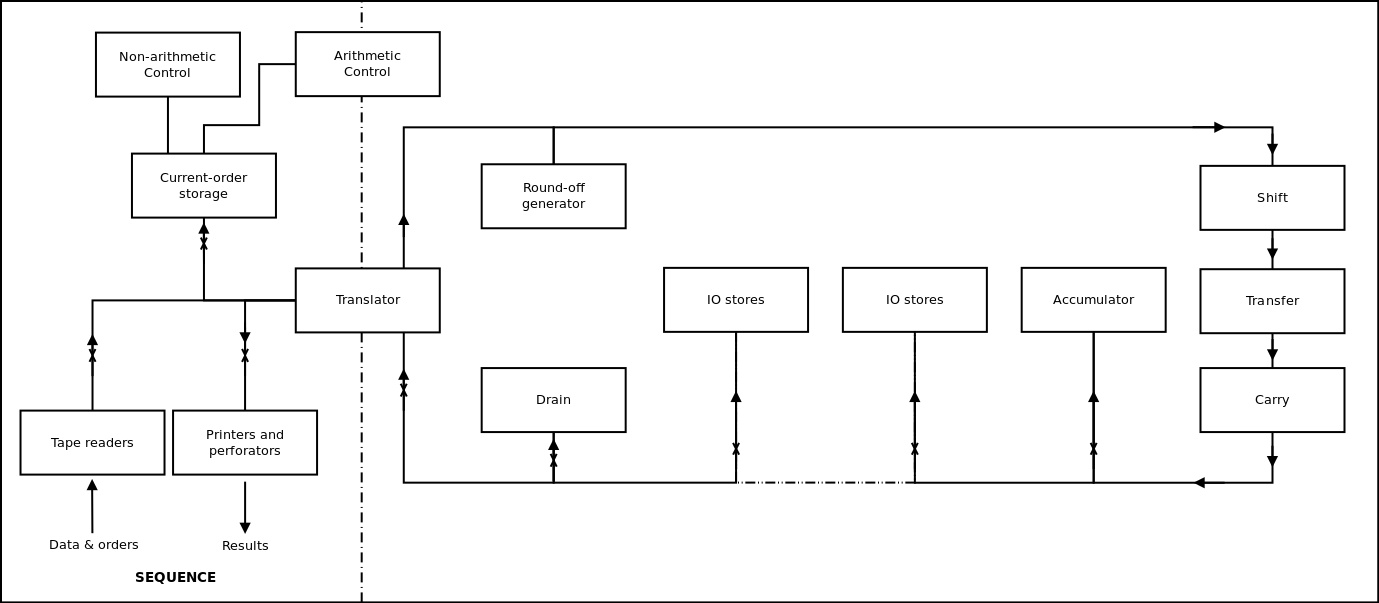 Non-arithmetic
Control
Arithmetic
Control
Current-order
storage
Round-off
generator
Shift
Translator
IO stores
IO stores
Accumulator
Transfer
Drain
Carry
Tape readers
Printers and
perforators
Data & orders
Results
SEQUENCE